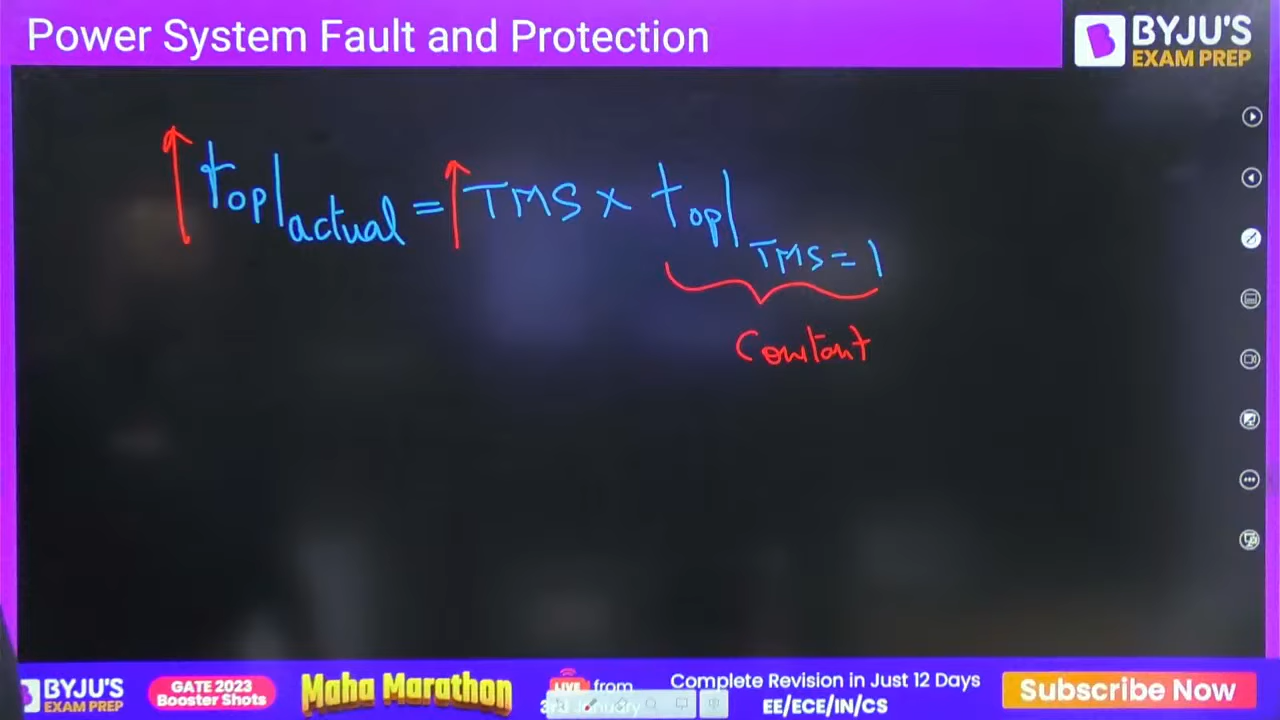 Power System Fault and Protection
BYJU'S
EXAM PREP
top|actual = TMS × top|TMS=1
Constant
BYJU'S
EXAM PREP
GATE 2023
Booster Shots
Maha Marathon
LIVE from
3rd January
Complete Revision in Just 12 Days
EE/ECE/IN/CS
Subscribe Now